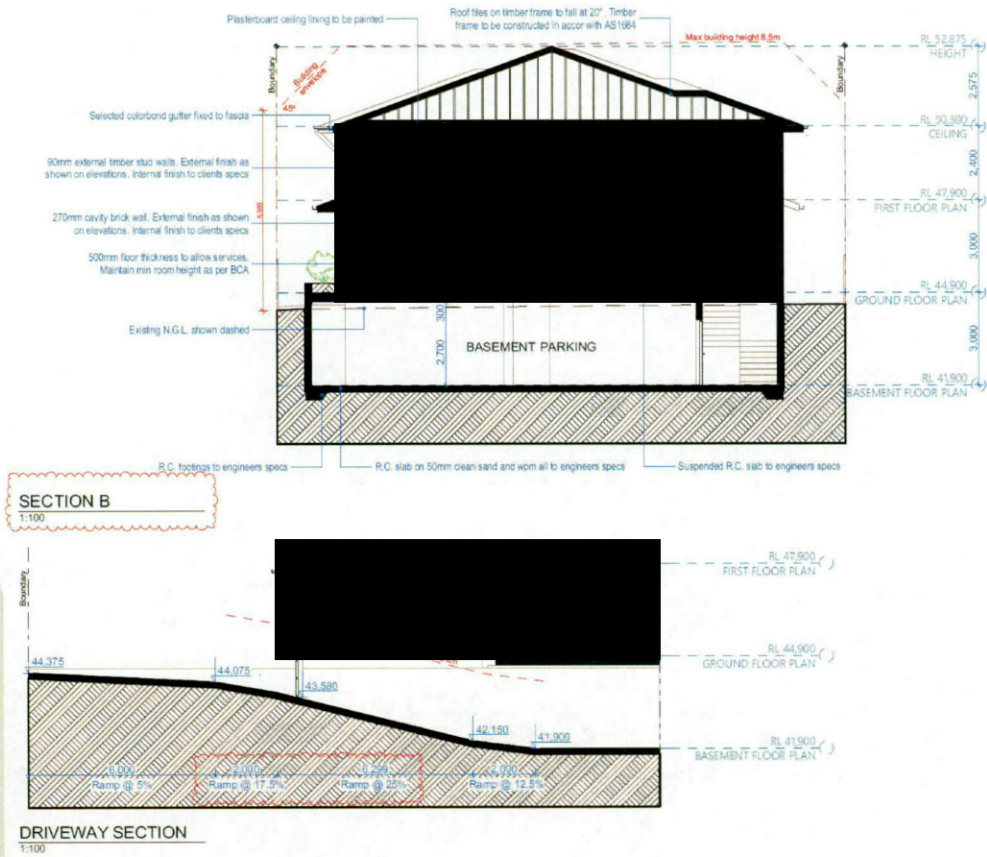 Plasterboard ceiling lining to be painted
Roof tiles on timber frame to fall at 20°. Timber
frame to be constructed in accor with AS1684
Max building height 8.5m
RL 52,875
HEIGHT
Boundary
Boundary
Building
envelope
45°
2,575
Selected colorbond gutter fixed to fascia
RL 50,300
CEILING
90mm external timber stud walls. External finish as
shown on elevations. Internal finish to clients specs
2,400
RL 47,900
FIRST FLOOR PLAN
270mm cavity brick wall. External finish as shown
on elevations. Internal finish to clients specs
3,000
500mm floor thickness to allow services.
Maintain min room height as per BCA
RL 44,900
GROUND FLOOR PLAN
Existing N.G.L. shown dashed
300
2,700
BASEMENT PARKING
3,000
RL 41,900
BASEMENT FLOOR PLAN
R.C. footings to engineers specs
R.C. slab on 50mm clean sand and wpm all to engineers specs
Suspended R.C. slab to engineers specs
SECTION B
1:100
Boundary
RL 47,900
FIRST FLOOR PLAN
44,375
44,075
43,580
RL 44,900
GROUND FLOOR PLAN
42,150
41,900
RL 41,900
BASEMENT FLOOR PLAN
6,000
2,000
2,000
Ramp @ 5%
Ramp @ 17.5%
Ramp @ 25%
Ramp @ 12.5%
DRIVEWAY SECTION
1:100